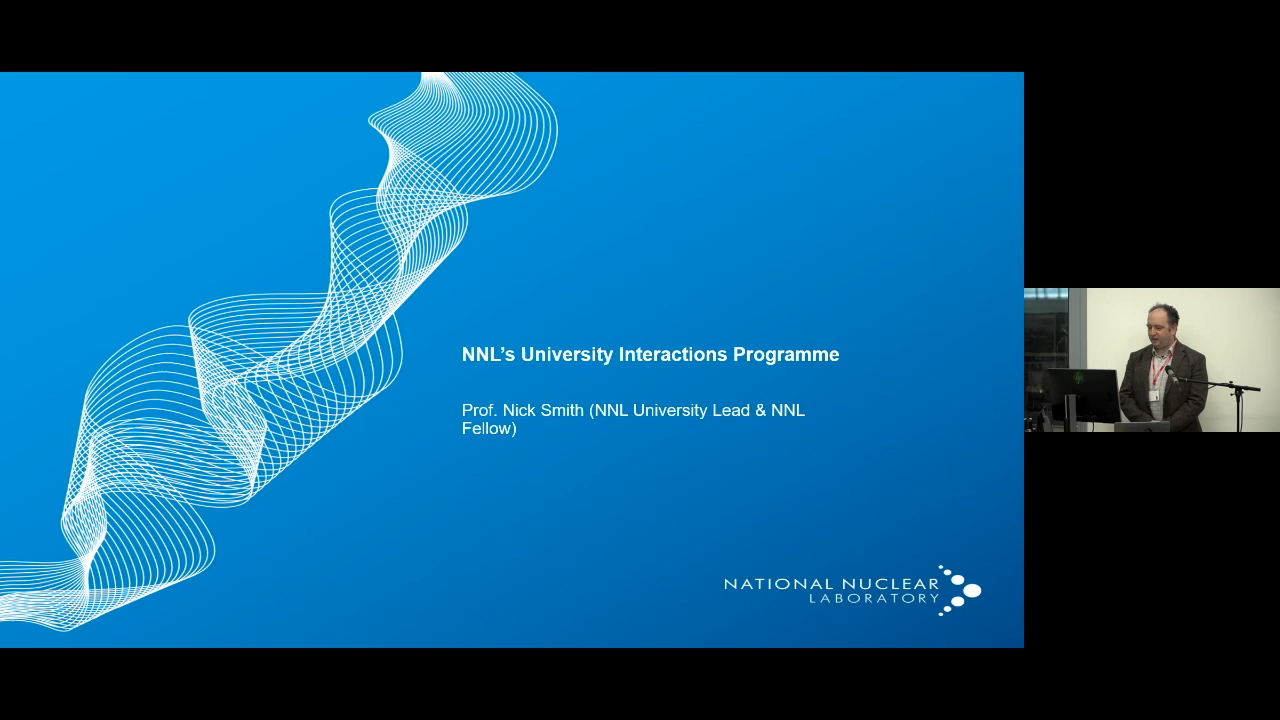 NNL's University Interactions Programme
Prof. Nick Smith (NNL University Lead & NNL
Fellow)
NATIONAL NUCLEAR
LABORATORY